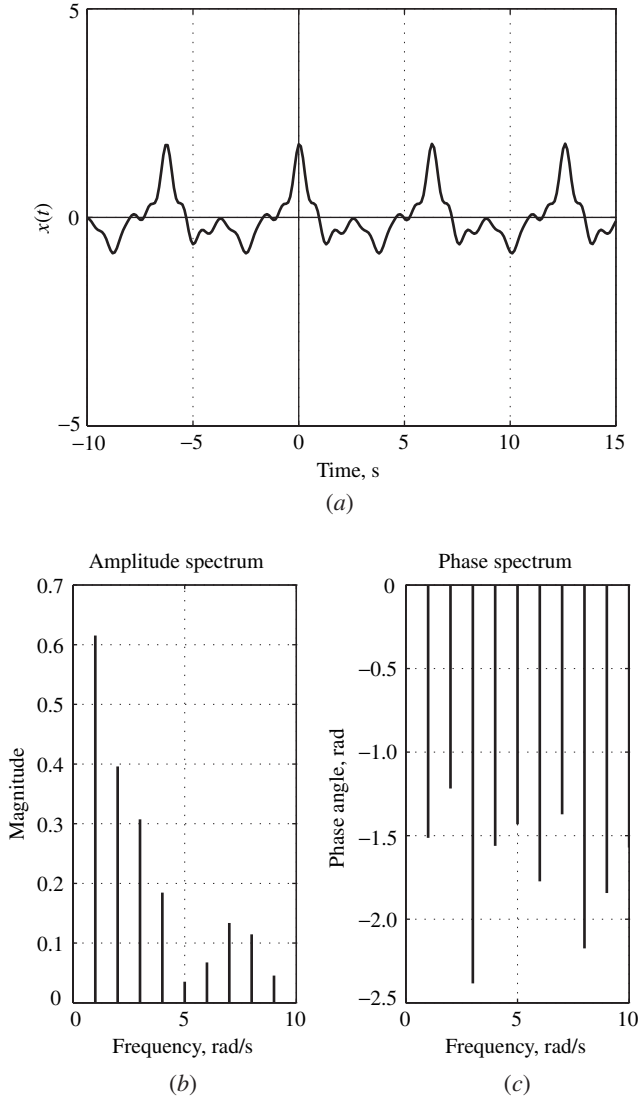 5
x(t)
0
−5
−10
−5
0
5
10
15
Time, s
(a)
Amplitude spectrum
0.7
0.6
0.5
0.4
0.3
0.2
0.1
0
Magnitude
0
5
10
Frequency, rad/s
(b)
Phase spectrum
0
−0.5
−1.0
−1.5
−2.0
−2.5
Phase angle, rad
0
5
10
Frequency, rad/s
(c)